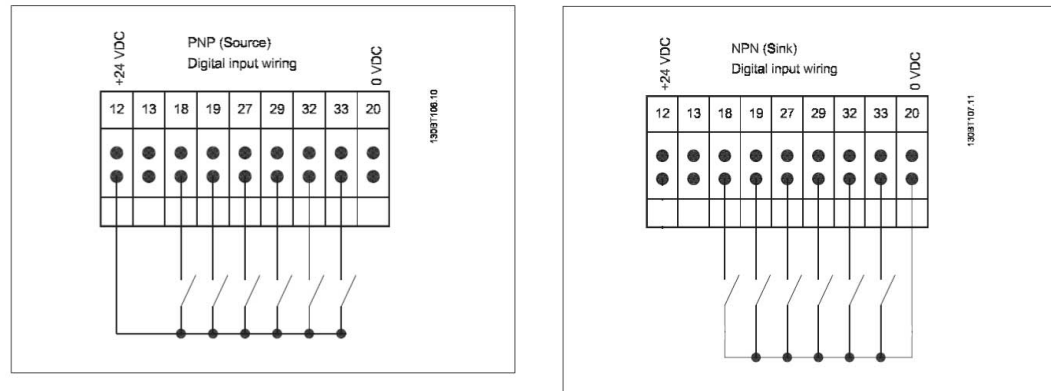 PNP (Source)
Digital input wiring
+24 VDC
0 VDC
12 13 18 19 27 29 32 33 20
130BT106.10
NPN (Sink)
Digital input wiring
+24 VDC
0 VDC
12 13 18 19 27 29 32 33 20
130BT107.11